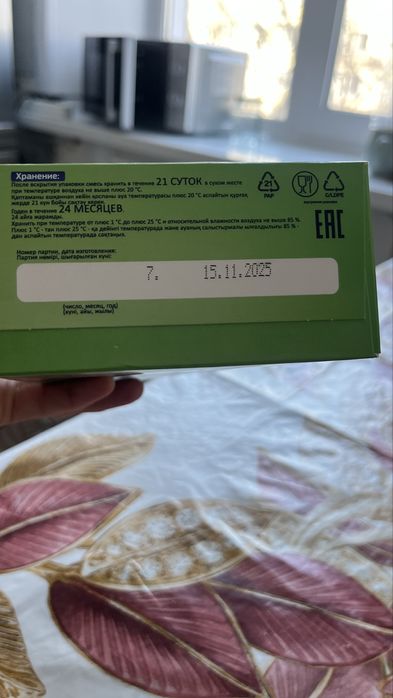 Хранение:
После вскрытия упаковки смесь хранить в течение 21 СУТОК в сухом месте
при температуре воздуха не выше плюс 20 °С.
Қаптаманы ашқаннан кейін қоспаны ауа температурасы плюс 20 °С аспайтын құрғақ
жерде 21 күн бойы сақтау керек.
Годен в течение 24 МЕСЯЦЕВ.
24 айға жарамды.
Хранить при температуре от плюс 1 °С до плюс 25 °С и относительной влажности воздуха не выше 85 %.
Плюс 1 °С - тан плюс 25 °С - қа дейінгі температурада және ауаның салыстырмалы ылғалдылығы 85 % -
дан аспайтын температурада сақтаңыз.
21
PAP
C/LDPE
EAC
Номер партии, дата изготовления:
Партия нөмірі, шығарылған күні:
7. 15.11.2025
(число, месяц, год)
(күні, айы, жылы)